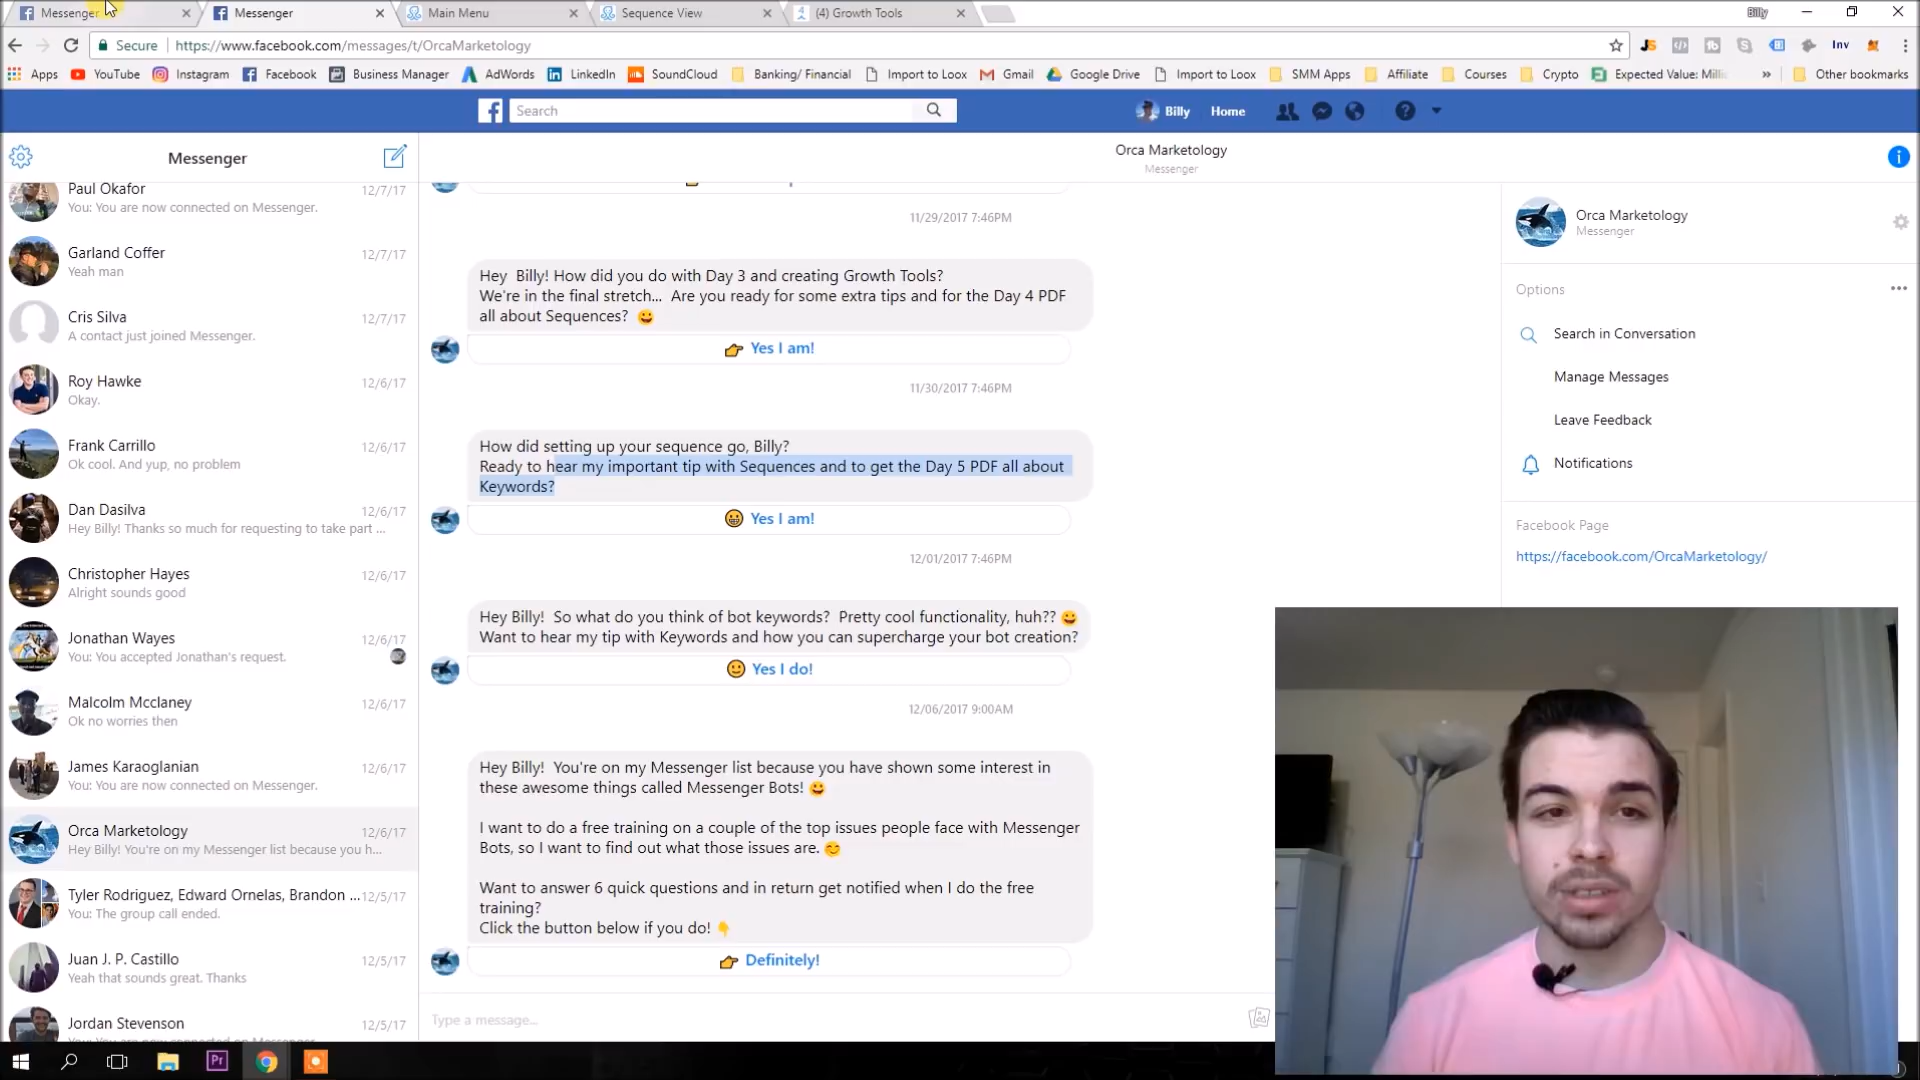 Messenger
Messenger
Main Menu
Sequence View
(4) Growth Tools
Billy
Secure
https://www.facebook.com/messages/t/OrcaMarketology
Inv
Apps
YouTube
Instagram
Facebook
Business Manager
AdWords
LinkedIn
SoundCloud
Banking/ Financial
Import to Loox
Gmail
Google Drive
Import to Loox
SMM Apps
Affiliate
Courses
Crypto
Expected Value: Milli
Other bookmarks
Search
Billy
Home
Messenger
Orca Marketology
Messenger
Paul Okafor
12/7/17
You: You are now connected on Messenger.
Garland Coffer
12/7/17
Yeah man
Cris Silva
12/7/17
A contact just joined Messenger.
Roy Hawke
12/6/17
Okay.
Frank Carrillo
12/6/17
Ok cool. And yup, no problem
Dan Dasilva
12/6/17
Hey Billy! Thanks so much for requesting to take part ...
Christopher Hayes
12/6/17
Alright sounds good
Jonathan Wayes
12/6/17
You: You accepted Jonathan's request.
Malcolm Mcclaney
12/6/17
Ok no worries then
James Karaoglanian
12/6/17
You: You are now connected on Messenger.
Orca Marketology
12/6/17
Hey Billy! You're on my Messenger list because you h...
Tyler Rodriguez, Edward Ornelas, Brandon ...
12/5/17
You: The group call ended.
Juan J. P. Castillo
12/5/17
Yeah that sounds great. Thanks
Jordan Stevenson
12/5/17
11/29/2017 7:46PM
Hey Billy! How did you do with Day 3 and creating Growth Tools?
We're in the final stretch... Are you ready for some extra tips and for the Day 4 PDF
all about Sequences?
Yes I am!
11/30/2017 7:46PM
How did setting up your sequence go, Billy?
Ready to hear my important tip with Sequences and to get the Day 5 PDF all about
Keywords?
Yes I am!
12/01/2017 7:46PM
Hey Billy! So what do you think of bot keywords? Pretty cool functionality, huh??
Want to hear my tip with Keywords and how you can supercharge your bot creation?
Yes I do!
12/06/2017 9:00AM
Hey Billy! You're on my Messenger list because you have shown some interest in
these awesome things called Messenger Bots!
I want to do a free training on a couple of the top issues people face with Messenger
Bots, so I want to find out what those issues are.
Want to answer 6 quick questions and in return get notified when I do the free
training?
Click the button below if you do!
Definitely!
Type a message...
Orca Marketology
Messenger
Options
Search in Conversation
Manage Messages
Leave Feedback
Notifications
Facebook Page
https://facebook.com/OrcaMarketology/
Pr